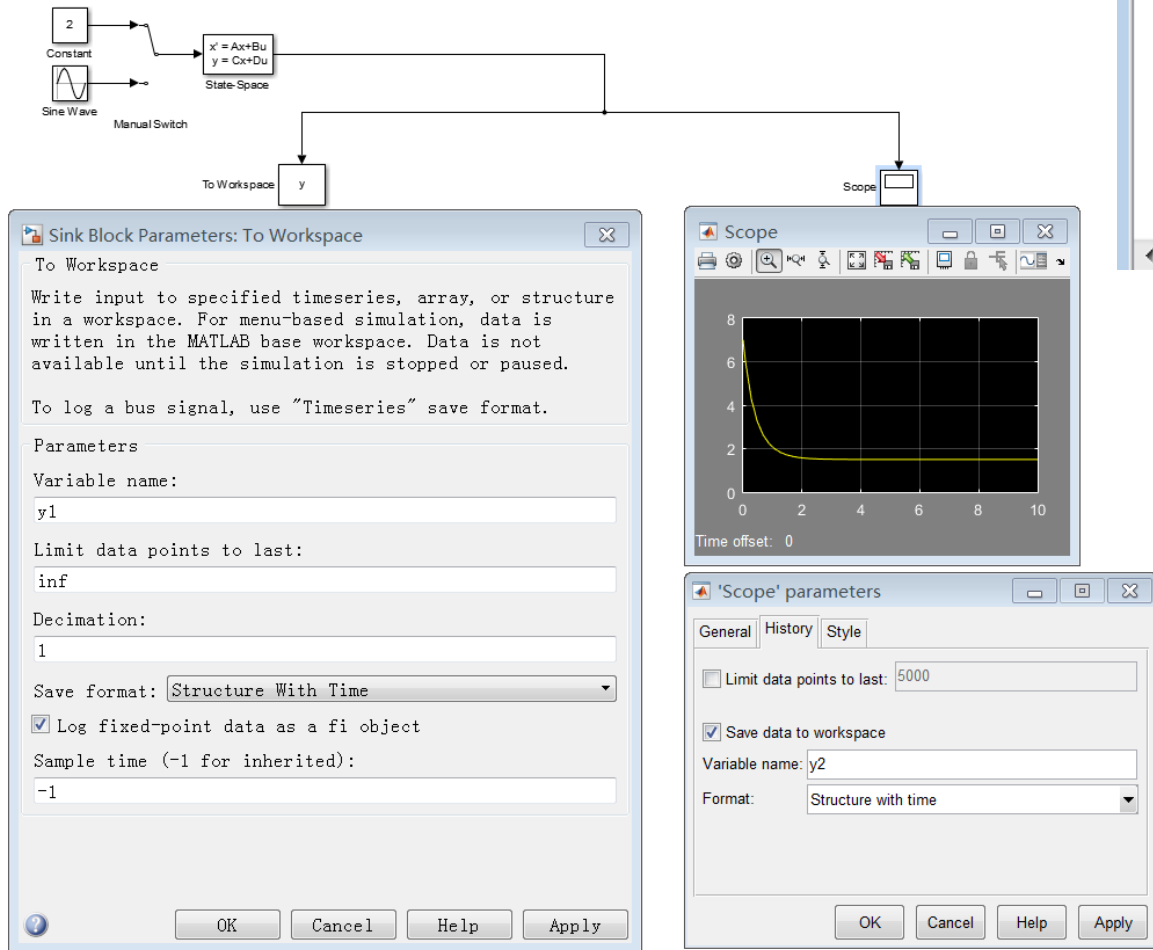 2
Constant
Sine Wave
Manual Switch
x' = Ax+Bu
y = Cx+Du
State-Space
To Workspace
y
Scope
Sink Block Parameters: To Workspace
To Workspace
Write input to specified timeseries, array, or structure
in a workspace. For menu-based simulation, data is
written in the MATLAB base workspace. Data is not
available until the simulation is stopped or paused.
To log a bus signal, use "Timeseries" save format.
Parameters
Variable name:
y1
Limit data points to last:
inf
Decimation:
1
Save format: Structure With Time
Log fixed-point data as a fi object
Sample time (-1 for inherited):
-1
OK Cancel Help Apply
Scope
8
6
4
2
0
0 2 4 6 8 10
Time offset: 0
'Scope' parameters
General History Style
Limit data points to last: 5000
Save data to workspace
Variable name: y2
Format: Structure with time
OK Cancel Help Apply